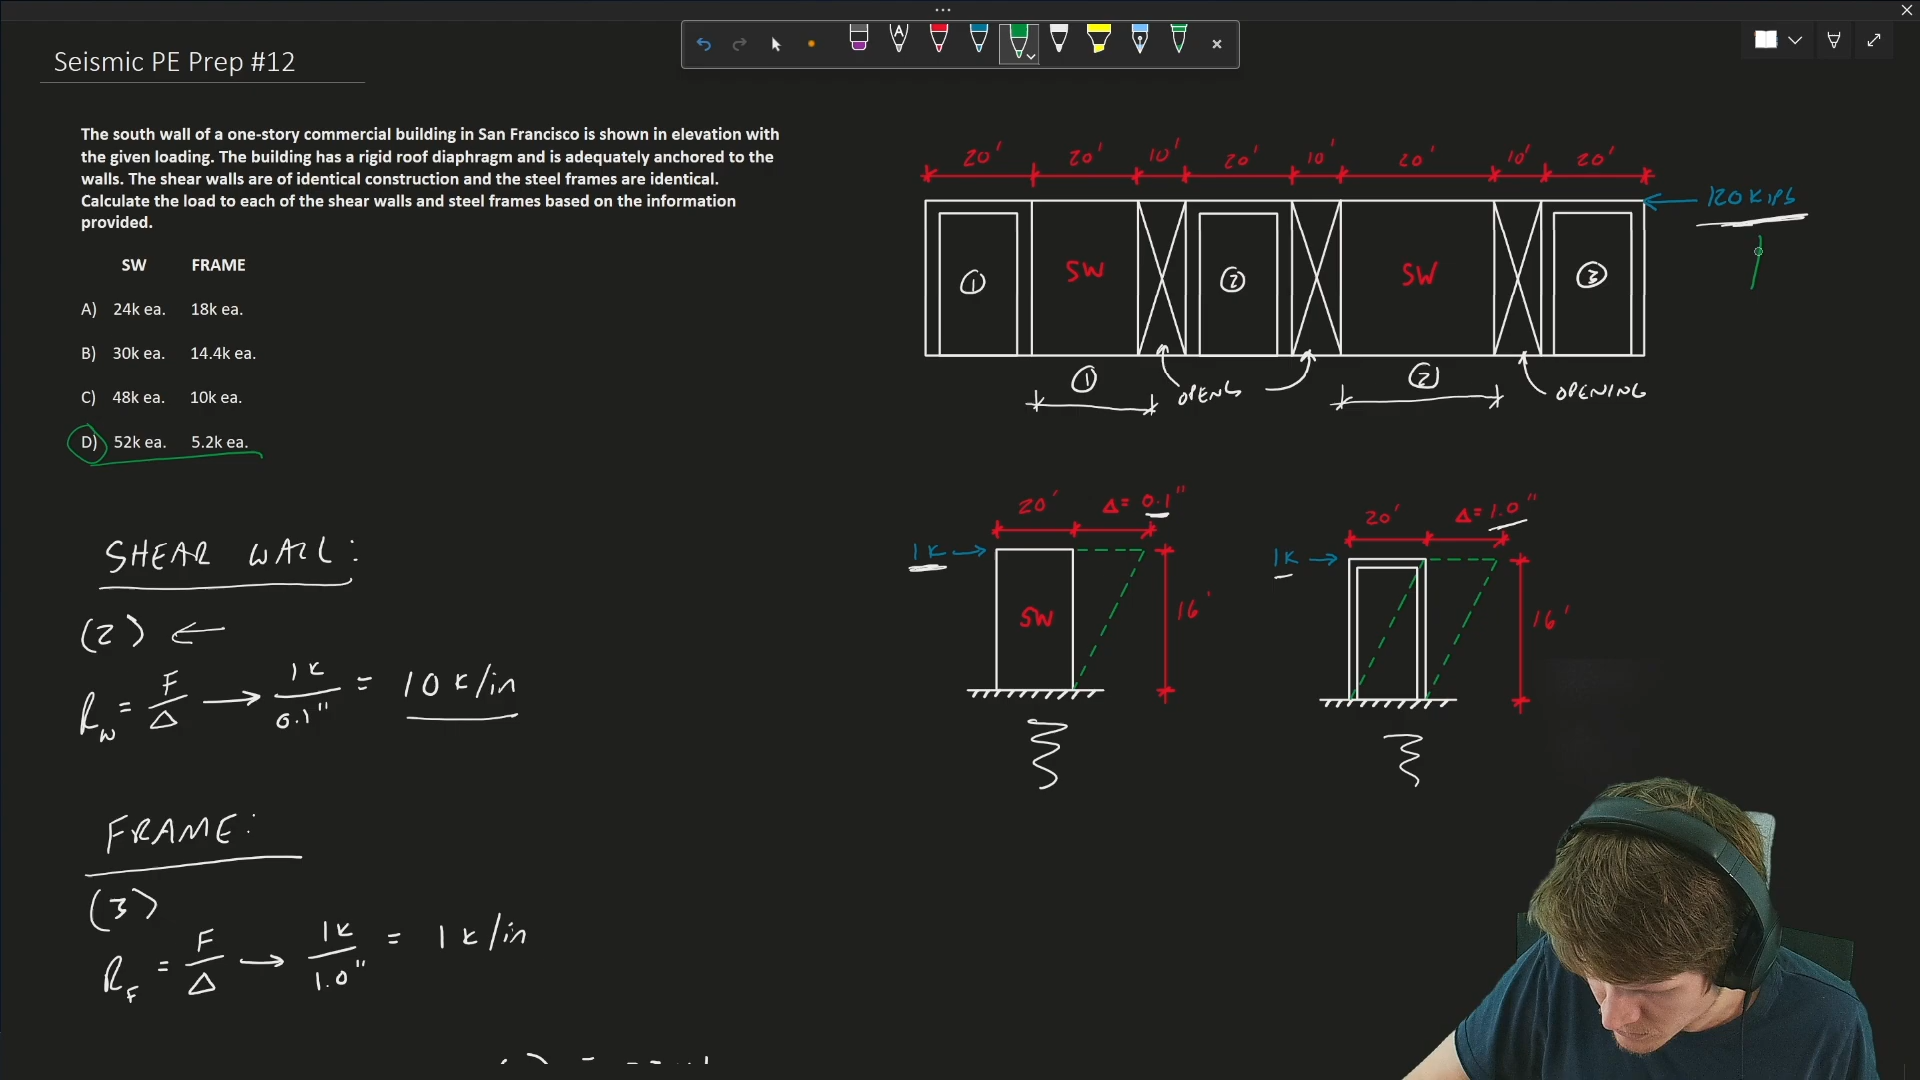 Seismic PE Prep #12
The south wall of a one-story commercial building in San Francisco is shown in elevation with
the given loading. The building has a rigid roof diaphragm and is adequately anchored to the
walls. The shear walls are of identical construction and the steel frames are identical.
Calculate the load to each of the shear walls and steel frames based on the information
provided.
SW FRAME
A) 24k ea. 18k ea.
B) 30k ea. 14.4k ea.
C) 48k ea. 10k ea.
D) 52k ea. 5.2k ea.
SHEAR WALL:
(2) ←
R_W = F/Δ → 1K/0.1" = 10 K/in
FRAME:
(3)
R_F = F/Δ → 1K/1.0" = 1 K/in
20' 20' 10' 20' 10' 20' 10' 20'
120 KIPS
① SW ② SW ③
① ②
OPENG OPENING
20' Δ= 0.1"
1K →
SW 16'
20' Δ= 1.0"
1K →
16'